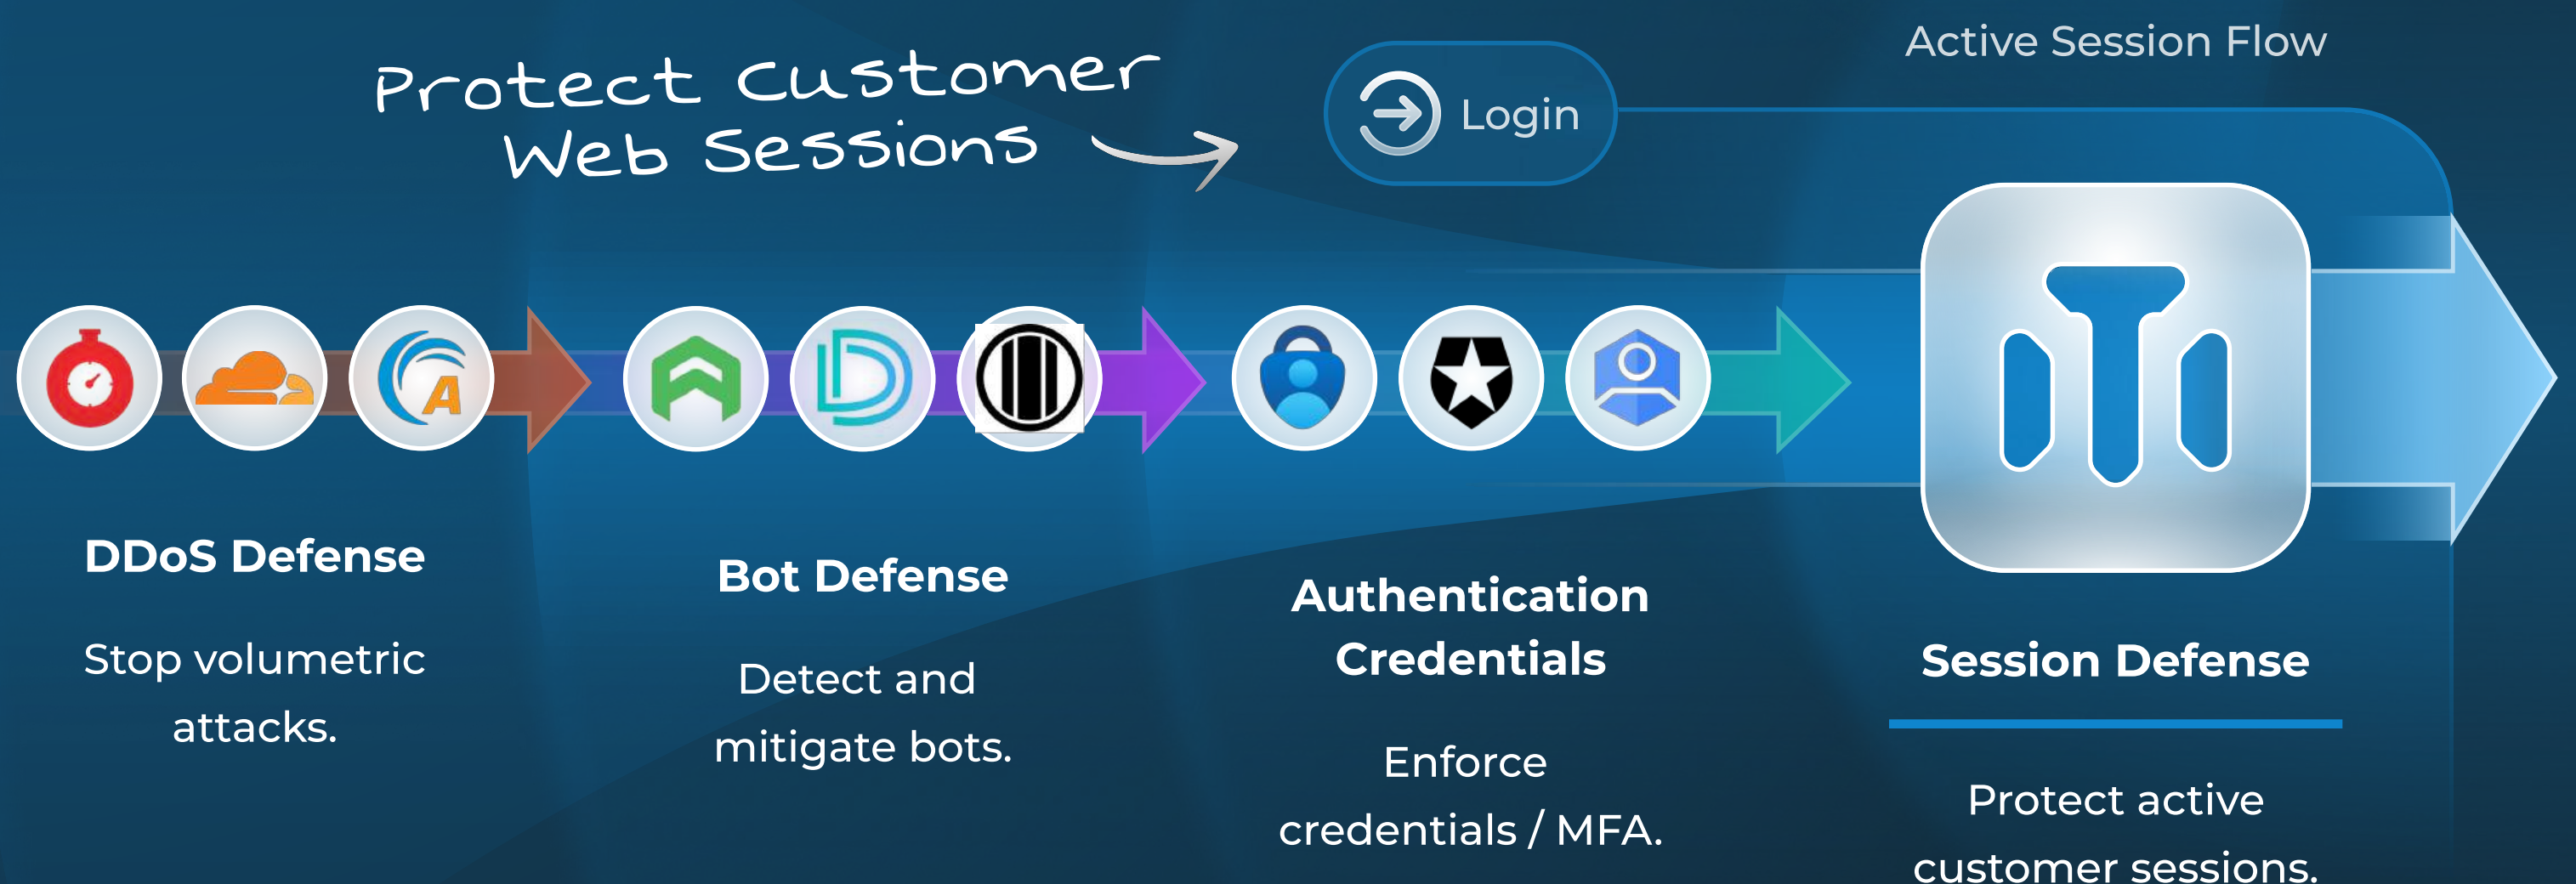 Protect Customer
Web Sessions
Login
Active Session Flow
A
DDoS Defense
Stop volumetric
attacks.
Bot Defense
Detect and
mitigate bots.
Authentication
Credentials
Enforce
credentials / MFA.
Session Defense
Protect active
customer sessions.